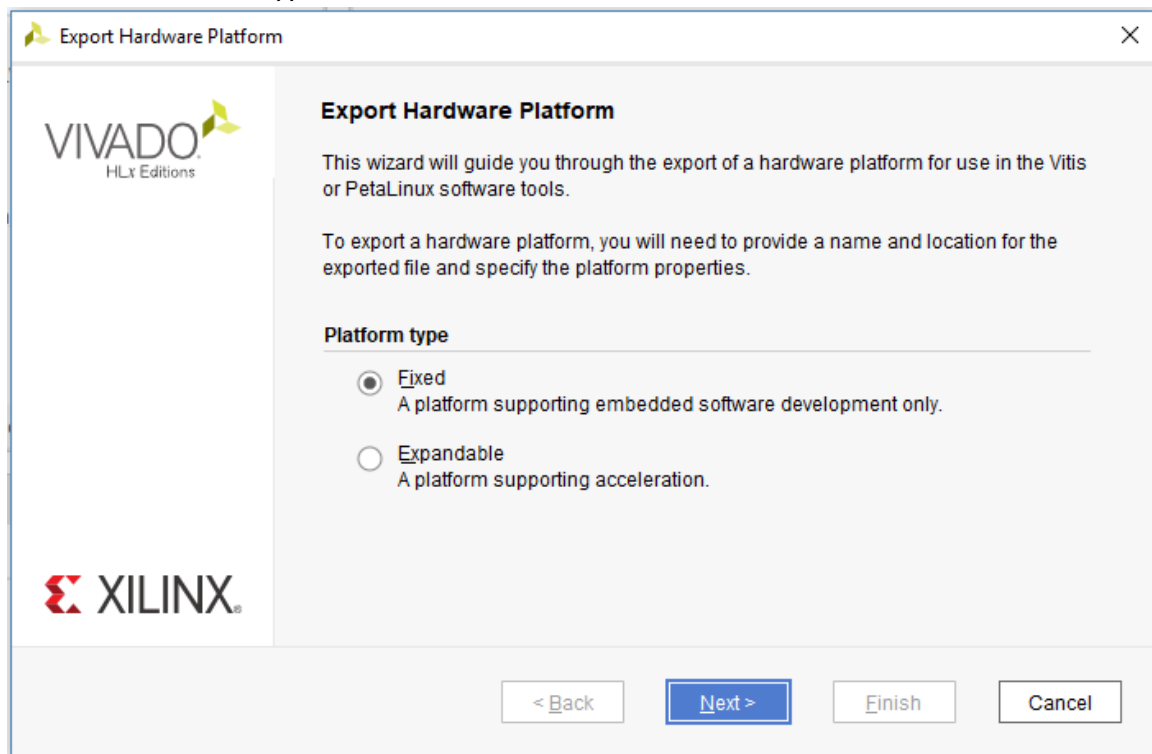 Export Hardware Platform
VIVADO.
HLx Editions
Export Hardware Platform
This wizard will guide you through the export of a hardware platform for use in the Vitis
or PetaLinux software tools.
To export a hardware platform, you will need to provide a name and location for the
exported file and specify the platform properties.
Platform type
Fixed
A platform supporting embedded software development only.
Expandable
A platform supporting acceleration.
XILINX®
< Back Next > Finish Cancel